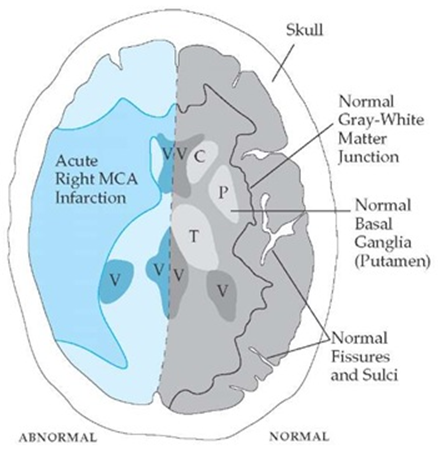 Skull
Normal
Gray-White
Matter
Junction
Acute
Right MCA
Infarction
V V C
P
Normal
Basal
Ganglia
(Putamen)
T
V V V V
Normal
Fissures
and Sulci
ABNORMAL NORMAL